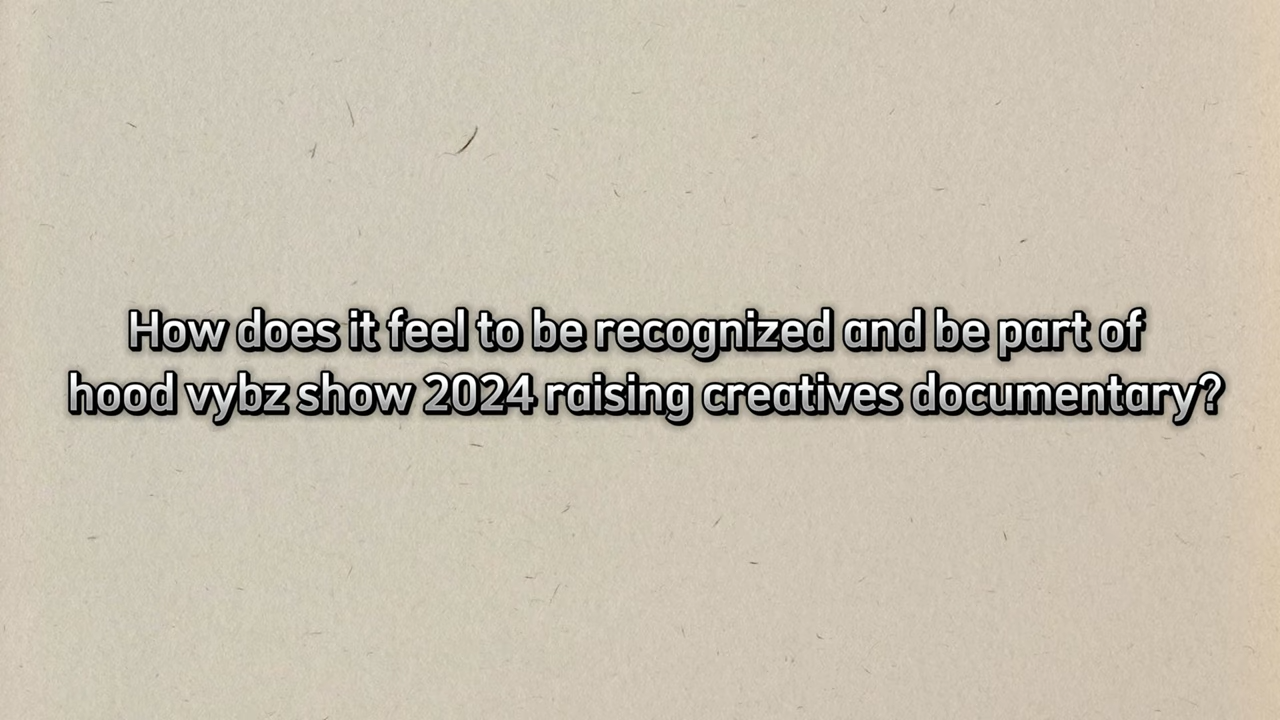 How does it feel to be recognized and be part of
hood vybz show 2024 raising creatives documentary?